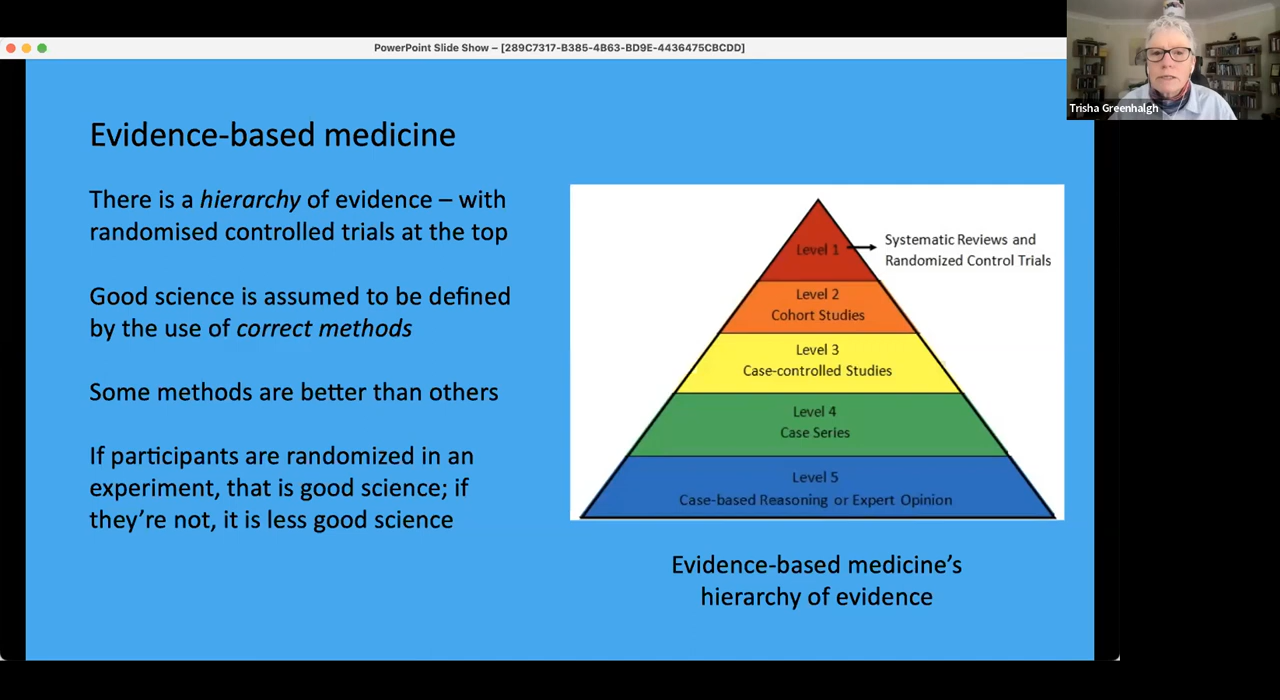 PowerPoint Slide Show – [289C7317-B385-4B63-BD9E-4436475CBCDD]
Trisha Greenhalgh
Evidence-based medicine
There is a hierarchy of evidence – with
randomised controlled trials at the top
Good science is assumed to be defined
by the use of correct methods
Some methods are better than others
If participants are randomized in an
experiment, that is good science; if
they’re not, it is less good science
Level 1
Systematic Reviews and
Randomized Control Trials
Level 2
Cohort Studies
Level 3
Case-controlled Studies
Level 4
Case Series
Level 5
Case-based Reasoning or Expert Opinion
Evidence-based medicine’s
hierarchy of evidence